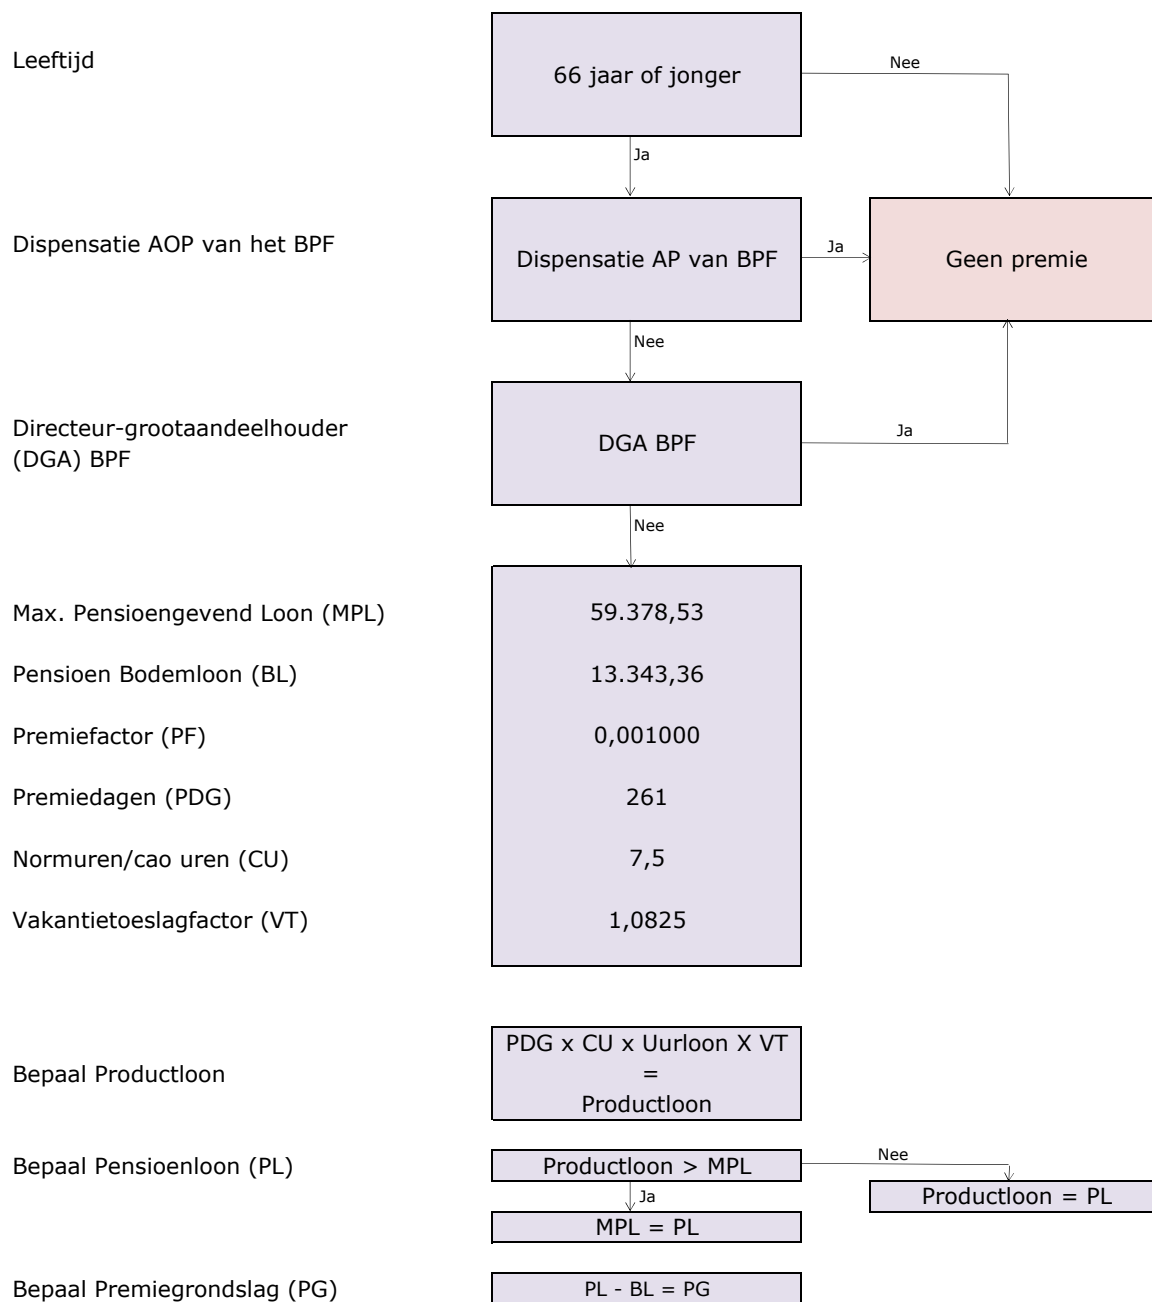 Leeftijd
66 jaar of jonger
Nee
Ja
Dispensatie AOP van het BPF
Dispensatie AP van BPF
Ja
Geen premie
Nee
Directeur-grootaandeelhouder
(DGA) BPF
DGA BPF
Ja
Nee
Max. Pensioengevend Loon (MPL)
59.378,53
Pensioen Bodemloon (BL)
13.343,36
Premiefactor (PF)
0,001000
Premiedagen (PDG)
261
Normuren/cao uren (CU)
7,5
Vakantietoeslagfactor (VT)
1,0825
Bepaal Productloon
PDG x CU x Uurloon X VT
=
Productloon
Bepaal Pensioenloon (PL)
Productloon > MPL
Nee
Productloon = PL
Ja
MPL = PL
Bepaal Premiegrondslag (PG)
PL - BL = PG